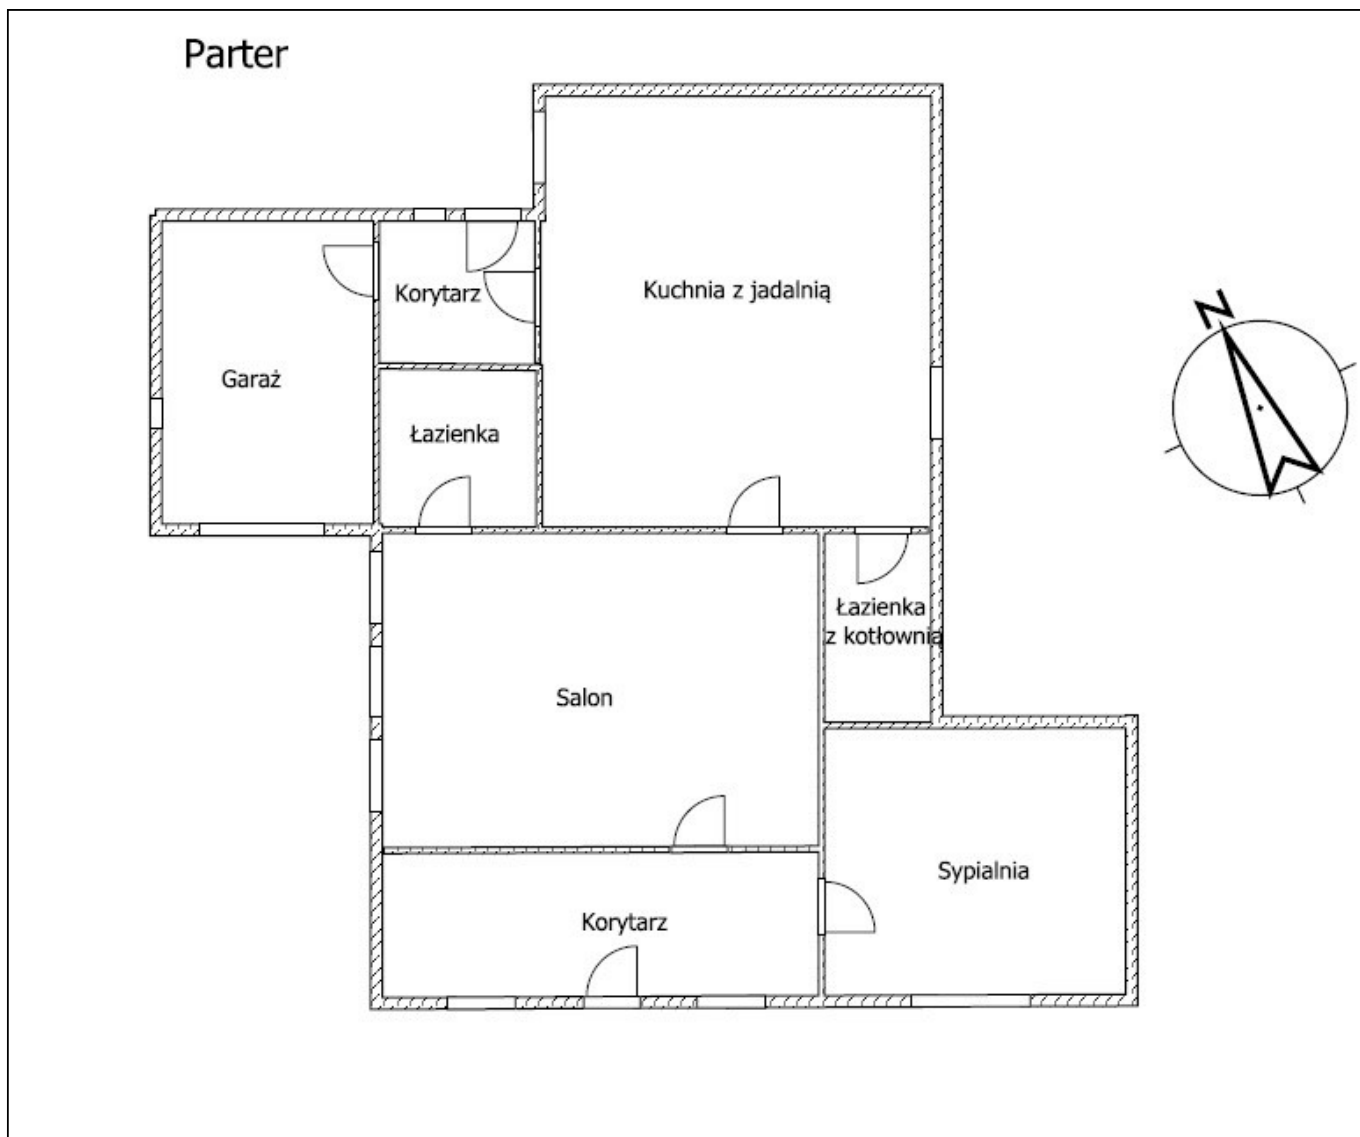 Parter
Kuchnia z jadalnią
Korytarz
N
Garaż
Łazienka
Łazienka
z kotłownią
Salon
Sypialnia
Korytarz